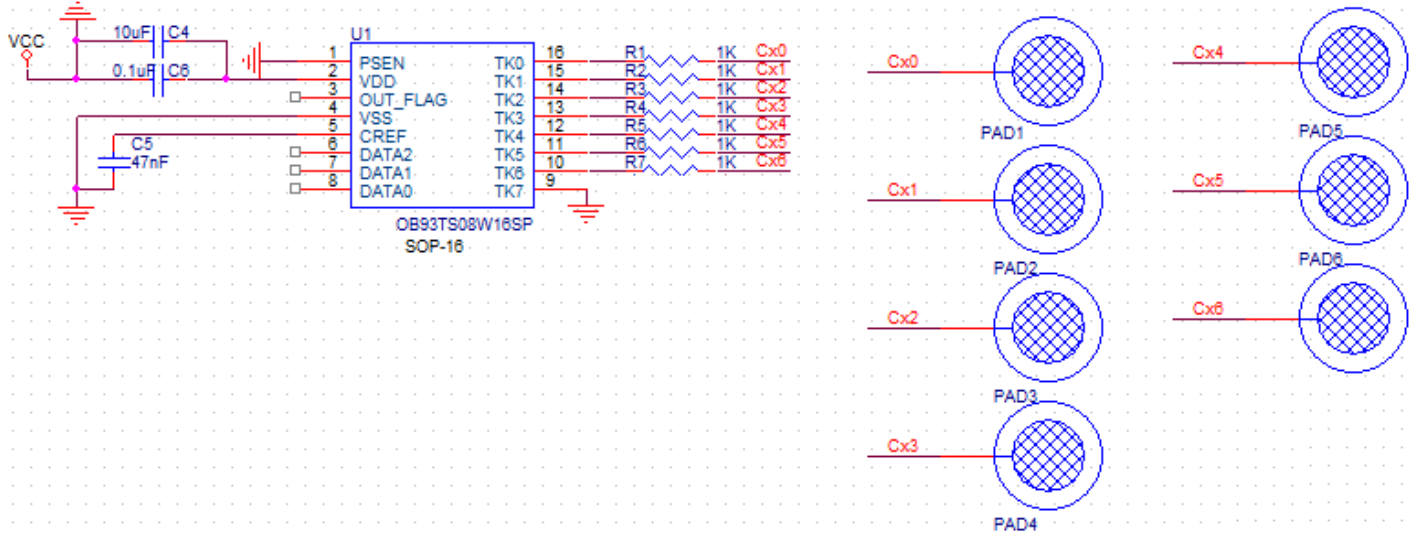 VCC
10uF C4
0.1uF C6
U1
1 PSEN TK0 16 R1 1K Cx0
2 VDD TK1 15 R2 1K Cx1
3 OUT_FLAG TK2 14 R3 1K Cx2
4 VSS TK3 13 R4 1K Cx3
5 CREF TK4 12 R5 1K Cx4
6 DATA2 TK5 11 R6 1K Cx5
7 DATA1 TK6 10 R7 1K Cx6
8 DATA0 TK7 9
C5
47nF
OB93TS08W16SP
SOP-16
Cx0
PAD1
Cx1
PAD2
Cx2
PAD3
Cx3
PAD4
Cx4
PAD5
Cx5
PAD6
Cx6